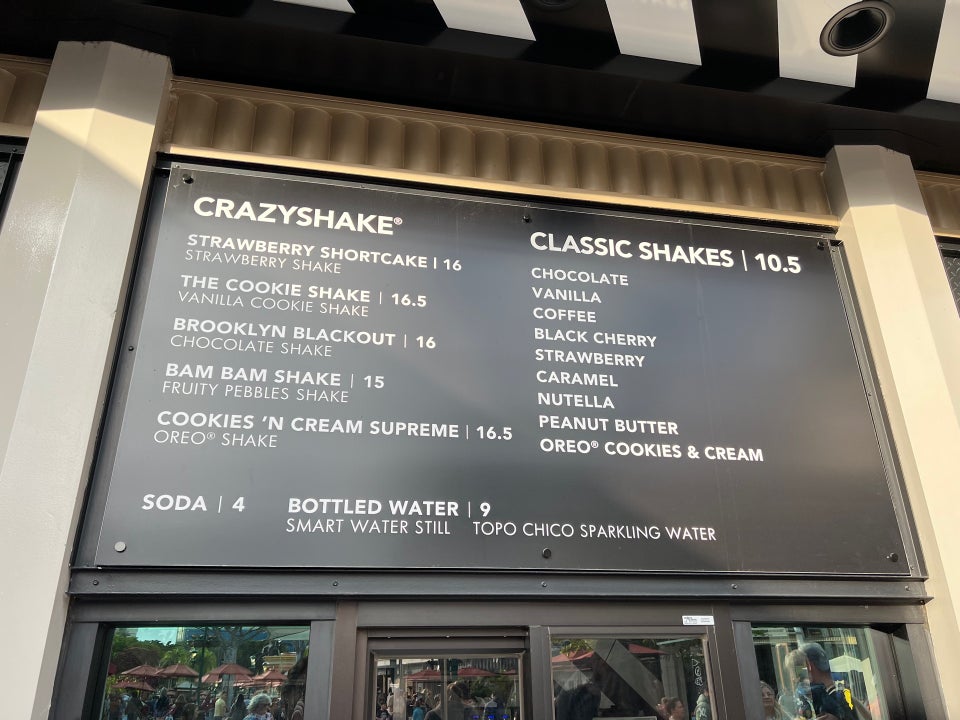 CRAZYSHAKE®
STRAWBERRY SHORTCAKE | 16
STRAWBERRY SHAKE
THE COOKIE SHAKE | 16.5
VANILLA COOKIE SHAKE
BROOKLYN BLACKOUT | 16
CHOCOLATE SHAKE
BAM BAM SHAKE | 15
FRUITY PEBBLES SHAKE
COOKIES ’N CREAM SUPREME | 16.5
OREO® SHAKE
CLASSIC SHAKES | 10.5
CHOCOLATE
VANILLA
COFFEE
BLACK CHERRY
STRAWBERRY
CARAMEL
NUTELLA
PEANUT BUTTER
OREO® COOKIES & CREAM
SODA | 4
BOTTLED WATER | 9
SMART WATER STILL TOPO CHICO SPARKLING WATER